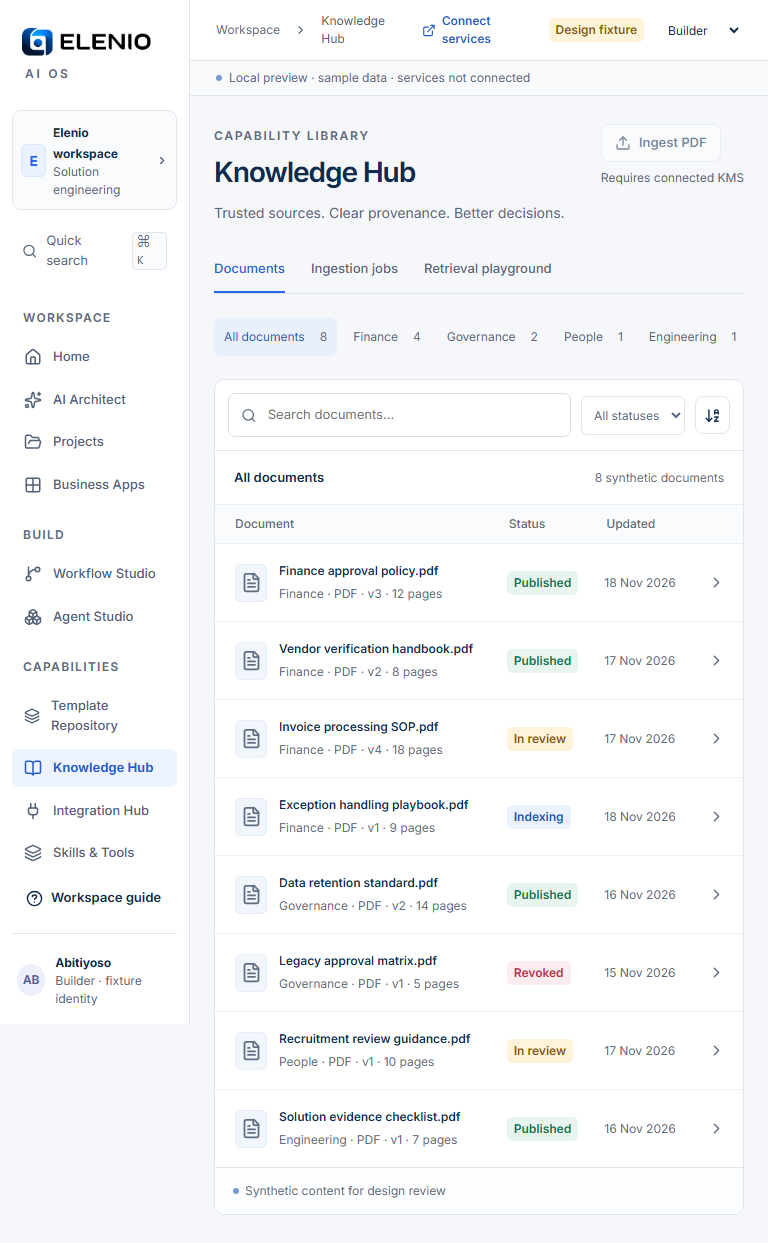 ELENIO
AI OS
E
Elenio
workspace
Solution
engineering
Quick
search
⌘
K
WORKSPACE
Home
AI Architect
Projects
Business Apps
BUILD
Workflow Studio
Agent Studio
CAPABILITIES
Template
Repository
Knowledge Hub
Integration Hub
Skills & Tools
Workspace guide
AB
Abitiyoso
Builder · fixture
identity
Workspace
Knowledge
Hub
Connect
services
Design fixture
Builder
Local preview · sample data · services not connected
CAPABILITY LIBRARY
Knowledge Hub
Trusted sources. Clear provenance. Better decisions.
Ingest PDF
Requires connected KMS
Documents Ingestion jobs Retrieval playground
All documents 8 Finance 4 Governance 2 People 1 Engineering 1
Search documents... All statuses
All documents 8 synthetic documents
Document Status Updated
Finance approval policy.pdf
Finance · PDF · v3 · 12 pages
Published 18 Nov 2026
Vendor verification handbook.pdf
Finance · PDF · v2 · 8 pages
Published 17 Nov 2026
Invoice processing SOP.pdf
Finance · PDF · v4 · 18 pages
In review 17 Nov 2026
Exception handling playbook.pdf
Finance · PDF · v1 · 9 pages
Indexing 18 Nov 2026
Data retention standard.pdf
Governance · PDF · v2 · 14 pages
Published 16 Nov 2026
Legacy approval matrix.pdf
Governance · PDF · v1 · 5 pages
Revoked 15 Nov 2026
Recruitment review guidance.pdf
People · PDF · v1 · 10 pages
In review 17 Nov 2026
Solution evidence checklist.pdf
Engineering · PDF · v1 · 7 pages
Published 16 Nov 2026
Synthetic content for design review